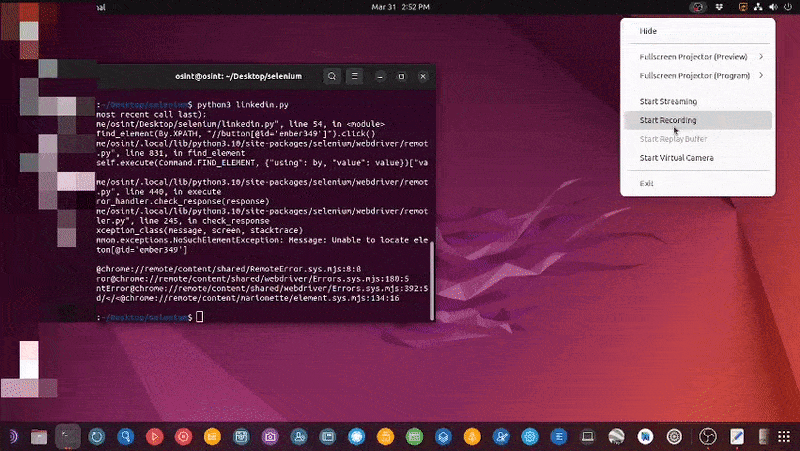 nal
Mar 31 2:52 PM
Hide
Fullscreen Projector (Preview)
Fullscreen Projector (Program)
Start Streaming
Start Recording
Start Replay Buffer
Start Virtual Camera
Exit
osint@osint: ~/Desktop/selenium
:~/Desktop/selenium$ python3 linkedin.py
most recent call last):
me/osint/Desktop/selenium/linkedin.py", line 54, in <module>
find_element(By.XPATH, "//button[@id='ember349']").click()
me/osint/.local/lib/python3.10/site-packages/selenium/webdriver/remot
.py", line 831, in find_element
self.execute(Command.FIND_ELEMENT, {"using": by, "value": value})["va
me/osint/.local/lib/python3.10/site-packages/selenium/webdriver/remot
.py", line 440, in execute
ror_handler.check_response(response)
me/osint/.local/lib/python3.10/site-packages/selenium/webdriver/remot
ler.py", line 245, in check_response
xception_class(message, screen, stacktrace)
mmon.exceptions.NoSuchElementException: Message: Unable to locate ele
ton[@id='ember349']
@chrome://remote/content/shared/RemoteError.sys.mjs:8:8
ror@chrome://remote/content/shared/webdriver/Errors.sys.mjs:180:5
ntError@chrome://remote/content/shared/webdriver/Errors.sys.mjs:392:5
d/</<@chrome://remote/content/marionette/element.sys.mjs:134:16
:~/Desktop/selenium$